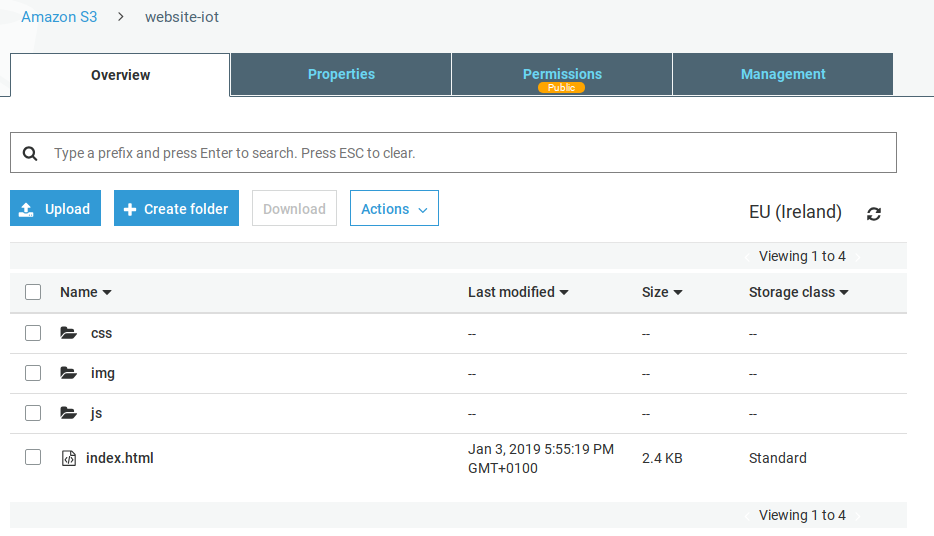 Amazon S3 > website-iot
Overview Properties Permissions Management
Public
Type a prefix and press Enter to search. Press ESC to clear.
Upload Create folder Download Actions EU (Ireland)
Viewing 1 to 4
Name Last modified Size Storage class
css -- -- --
img -- -- --
js -- -- --
index.html Jan 3, 2019 5:55:19 PM 2.4 KB Standard
GMT+0100
Viewing 1 to 4